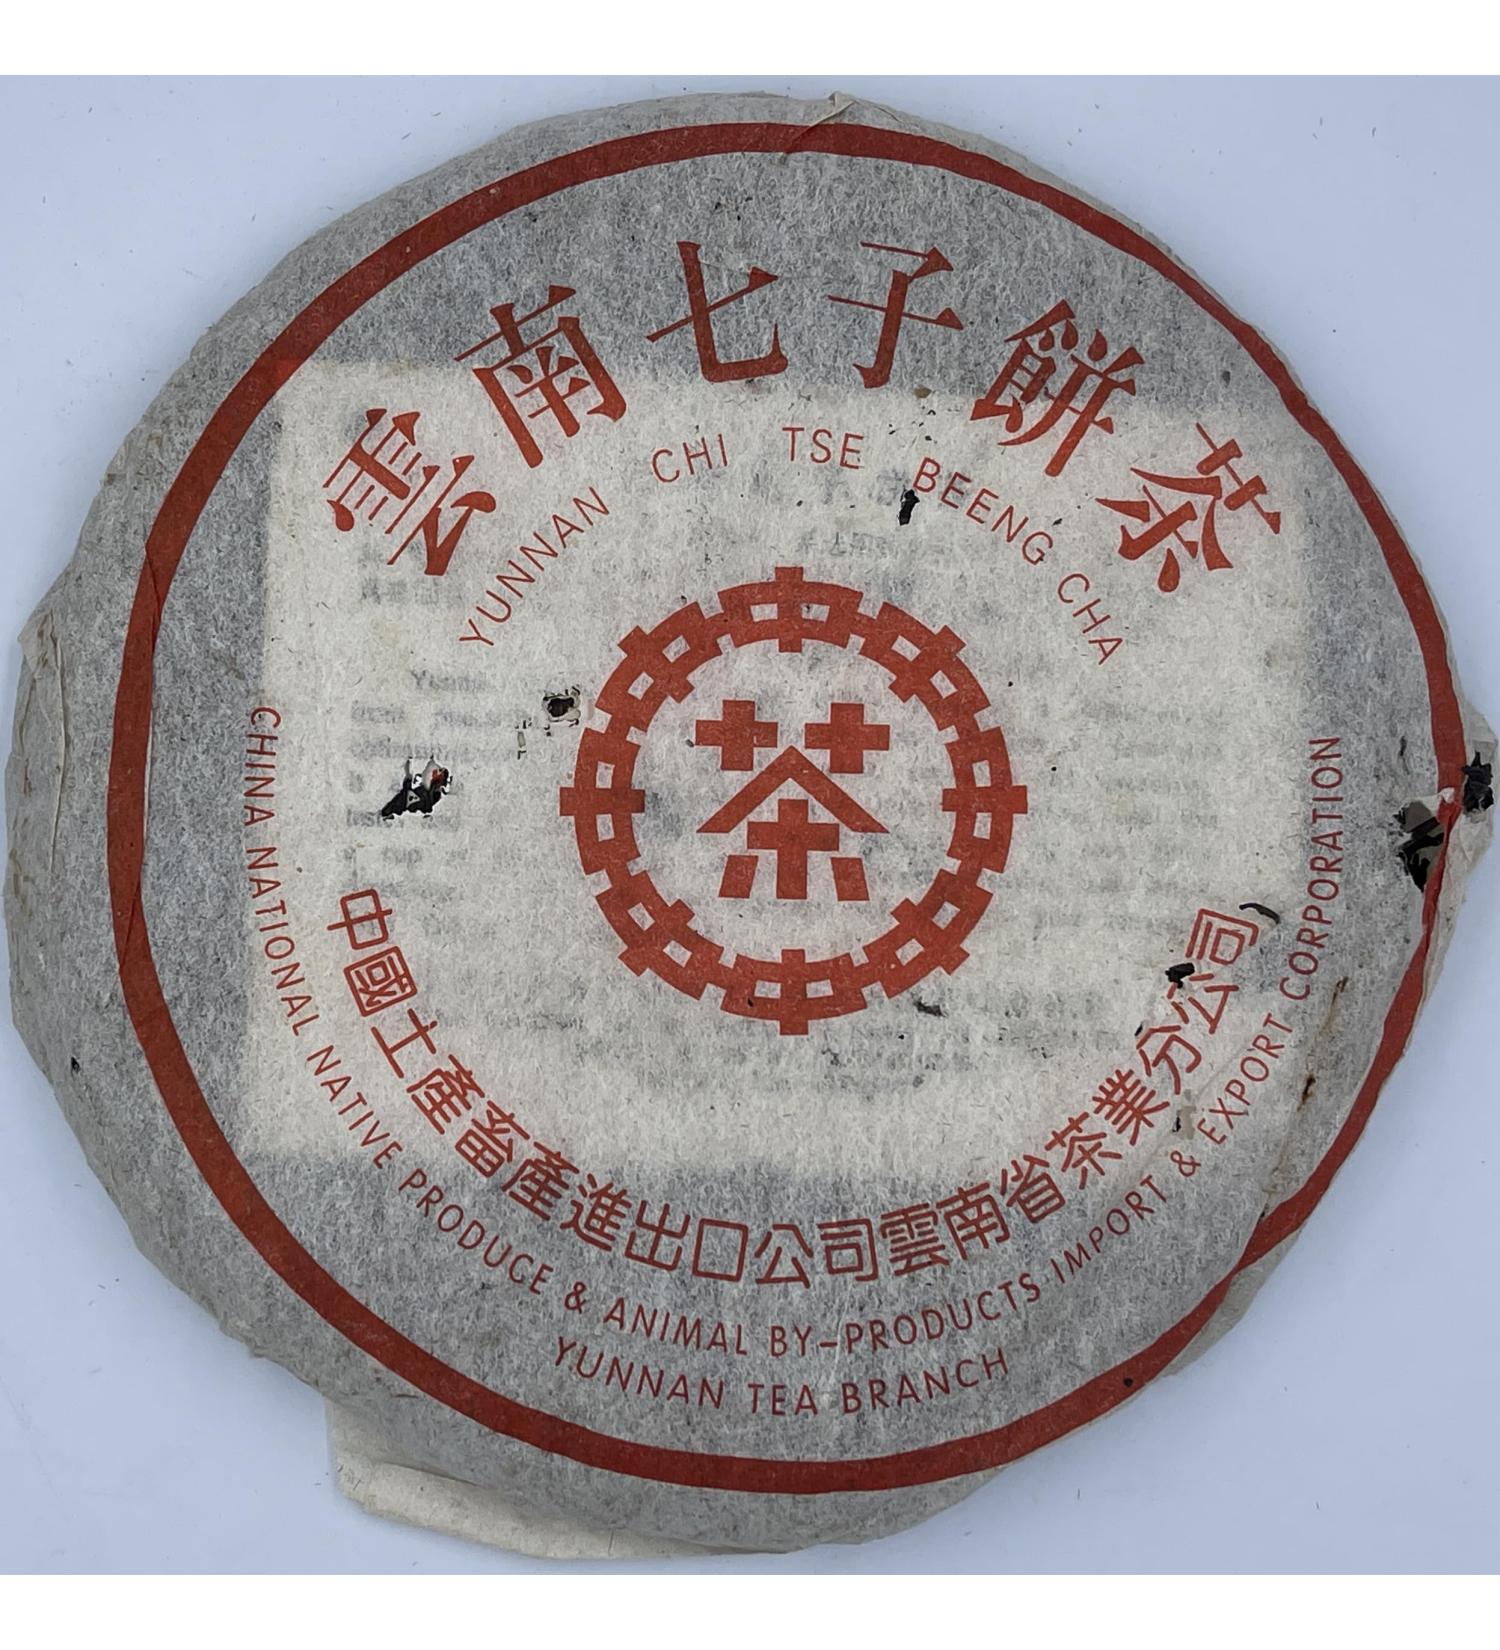 雲南七子餅茶
YUNNAN CHI TSE BEENG CHA
茶
中國土產畜產進出口公司雲南省茶業分公司
CHINA NATIONAL NATIVE PRODUCE & ANIMAL BY-PRODUCTS IMPORT & EXPORT CORPORATION
YUNNAN TEA BRANCH